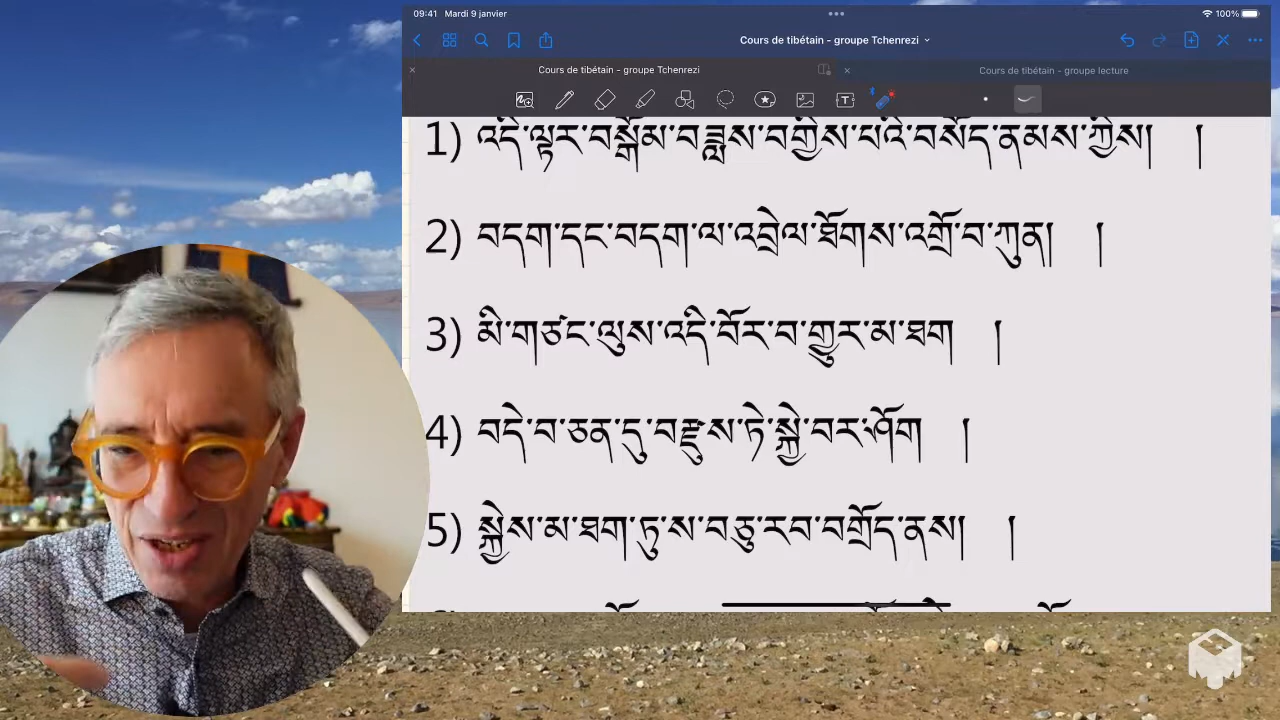 09:41 Mardi 9 janvier
100%
Cours de tibétain - groupe Tchenrezi
Cours de tibétain - groupe Tchenrezi
Cours de tibétain - groupe lecture
1) འདི་ལྟར་བསྒོམ་བཟླས་བགྱིས་པའི་བསོད་ནམས་ཀྱིས། །
2) བདག་དང་བདག་ལ་འབྲེལ་ཐོགས་འགྲོ་བ་ཀུན། །
3) མི་གཙང་ལུས་འདི་བོར་བ་གྱུར་མ་ཐག །
4) བདེ་བ་ཅན་དུ་བརྫུས་ཏེ་སྐྱེ་བར་ཤོག །
5) སྐྱེས་མ་ཐག་ཏུ་ས་བཅུ་རབ་བགྲོད་ནས། །